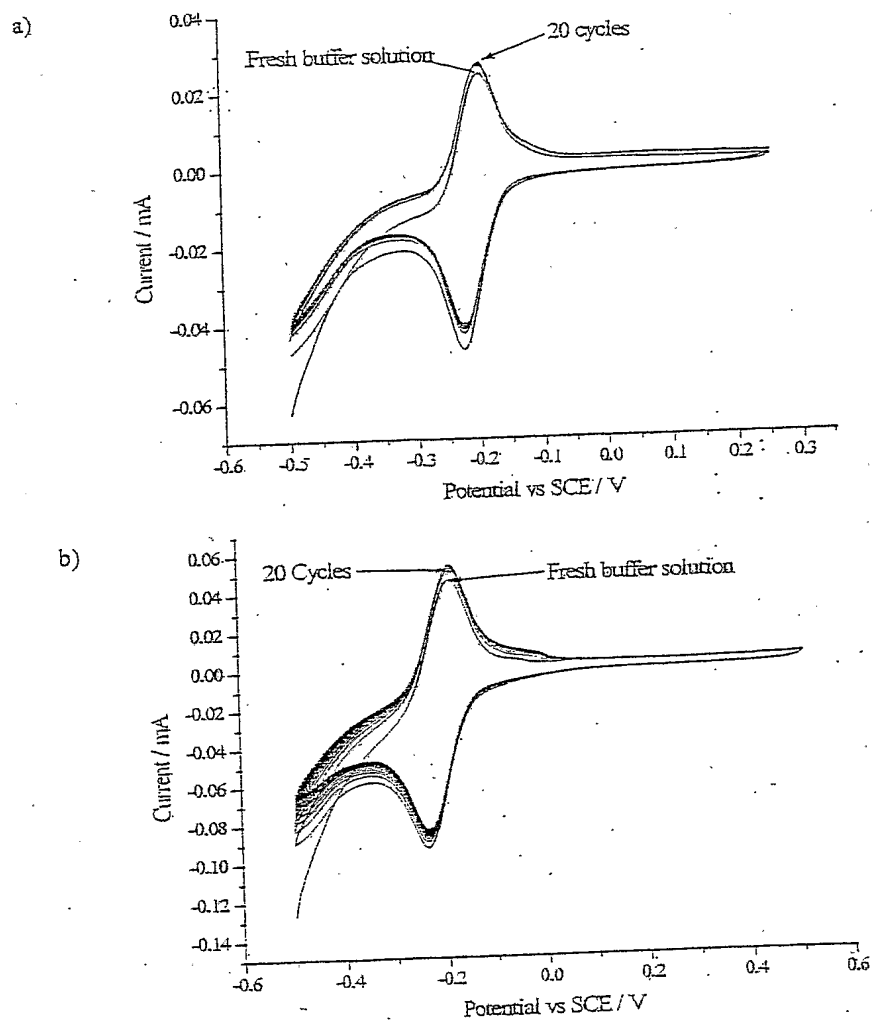 a)
20 cycles
Fresh buffer solution
0.04
0.02
0.00
-0.02
-0.04
-0.06
Current / mA
-0.6 -0.5 -0.4 -0.3 -0.2 -0.1 0.0 0.1 0.2 0.3
Potential vs SCE / V
b)
20 Cycles
Fresh buffer solution
0.06
0.04
0.02
0.00
-0.02
-0.04
-0.06
-0.08
-0.10
-0.12
-0.14
Current / mA
-0.6 -0.4 -0.2 0.0 0.2 0.4 0.6
Potential vs SCE / V